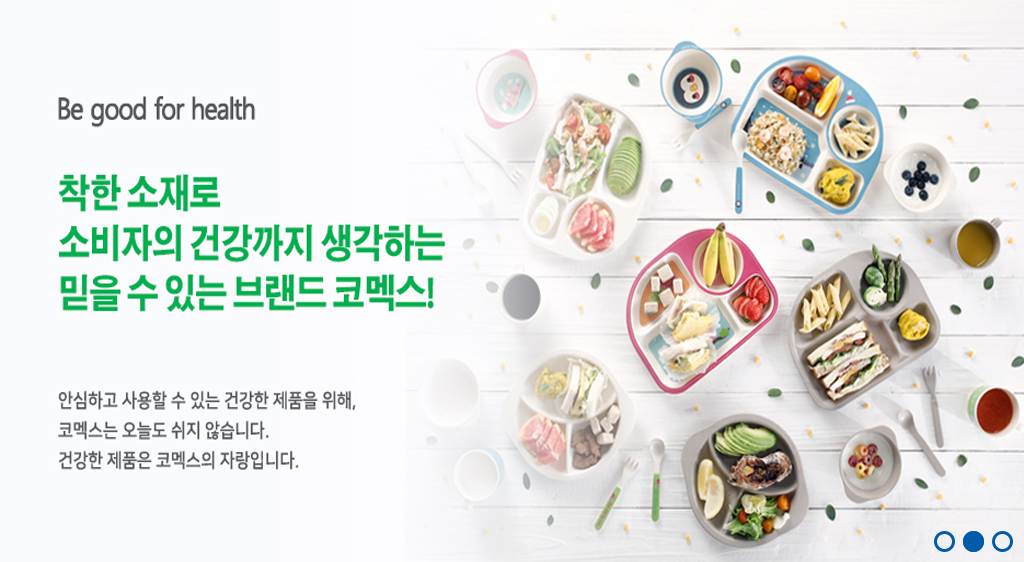 Be good for health
착한 소재로
소비자의 건강까지 생각하는
믿을 수 있는 브랜드 코멕스!
안심하고 사용할 수 있는 건강한 제품을 위해,
코멕스는 오늘도 쉬지 않습니다.
건강한 제품은 코멕스의 자랑입니다.